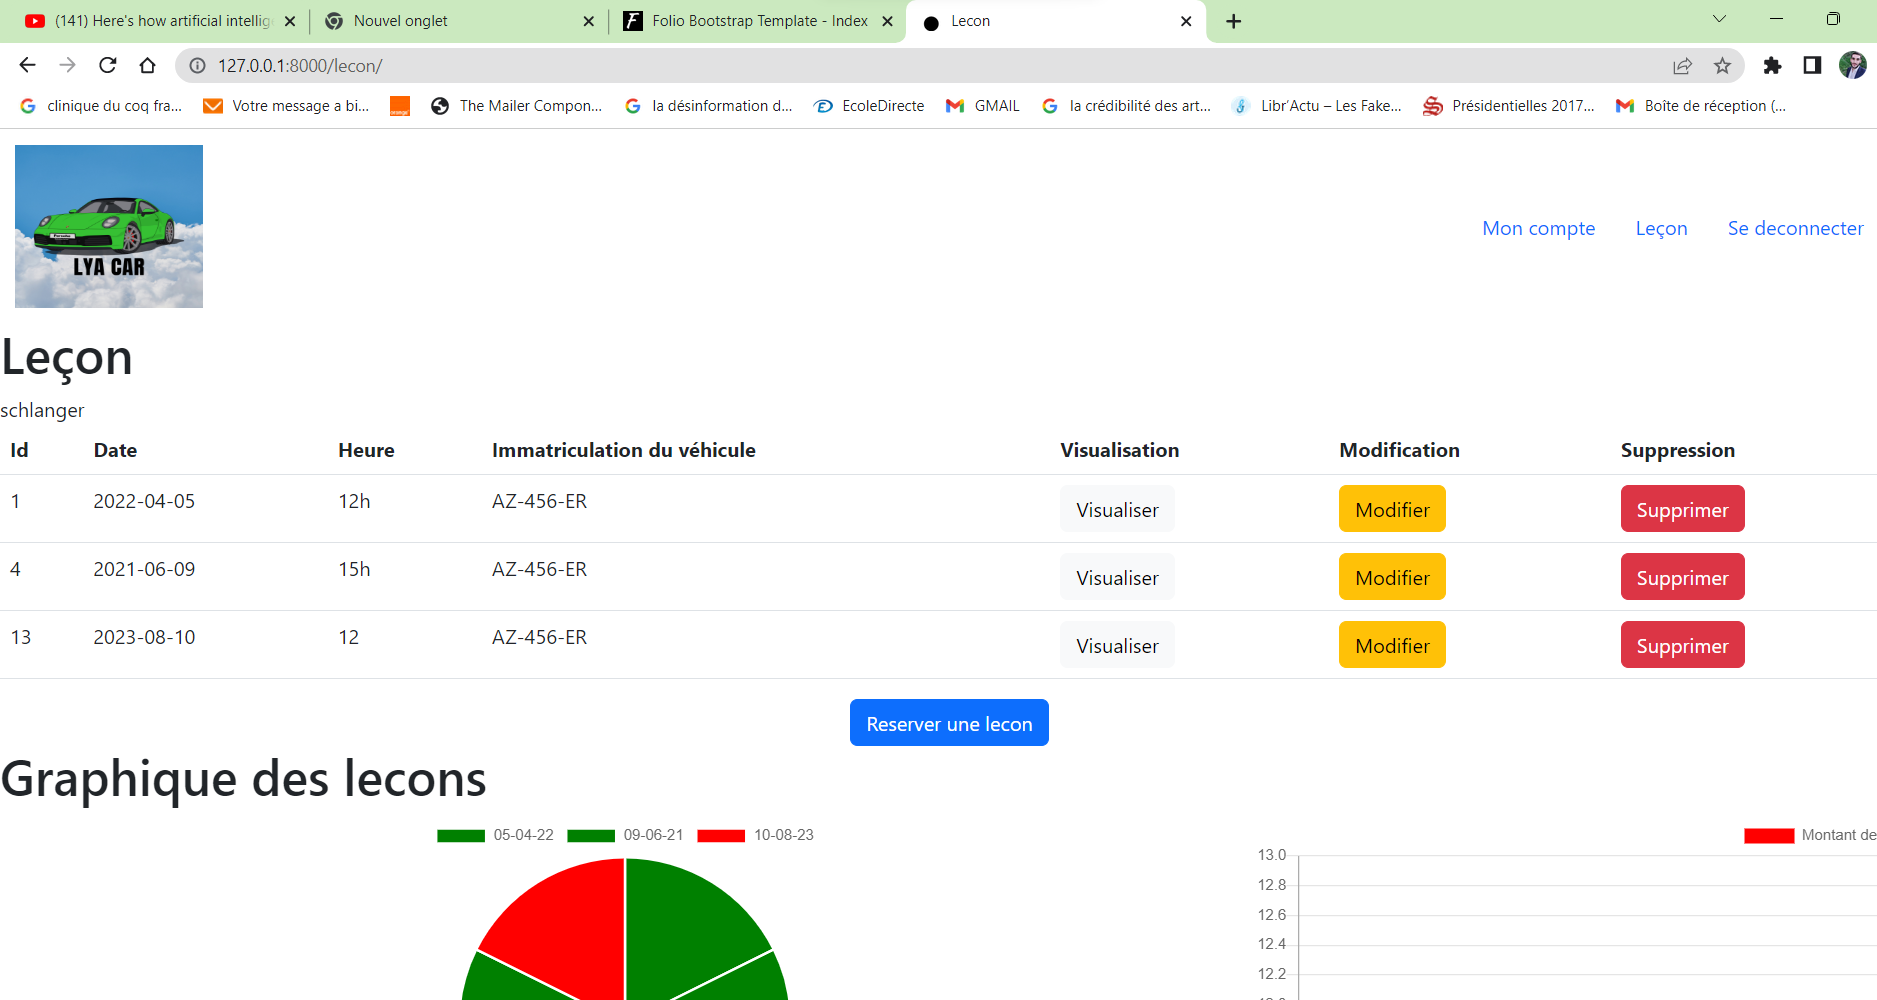 (141) Here's how artificial intellig
Nouvel onglet
Folio Bootstrap Template - Index
Lecon
127.0.0.1:8000/lecon/
clinique du coq fra...
Votre message a bi...
orange
The Mailer Compon...
la désinformation d...
EcoleDirecte
GMAIL
la crédibilité des art...
Libr'Actu – Les Fake...
Présidentielles 2017...
Boîte de réception (...
LYA CAR
Mon compte
Leçon
Se deconnecter
Leçon
schlanger
Id Date Heure Immatriculation du véhicule Visualisation Modification Suppression
1 2022-04-05 12h AZ-456-ER Visualiser Modifier Supprimer
4 2021-06-09 15h AZ-456-ER Visualiser Modifier Supprimer
13 2023-08-10 12 AZ-456-ER Visualiser Modifier Supprimer
Reserver une lecon
Graphique des lecons
05-04-22 09-06-21 10-08-23
Montant de
13.0
12.8
12.6
12.4
12.2